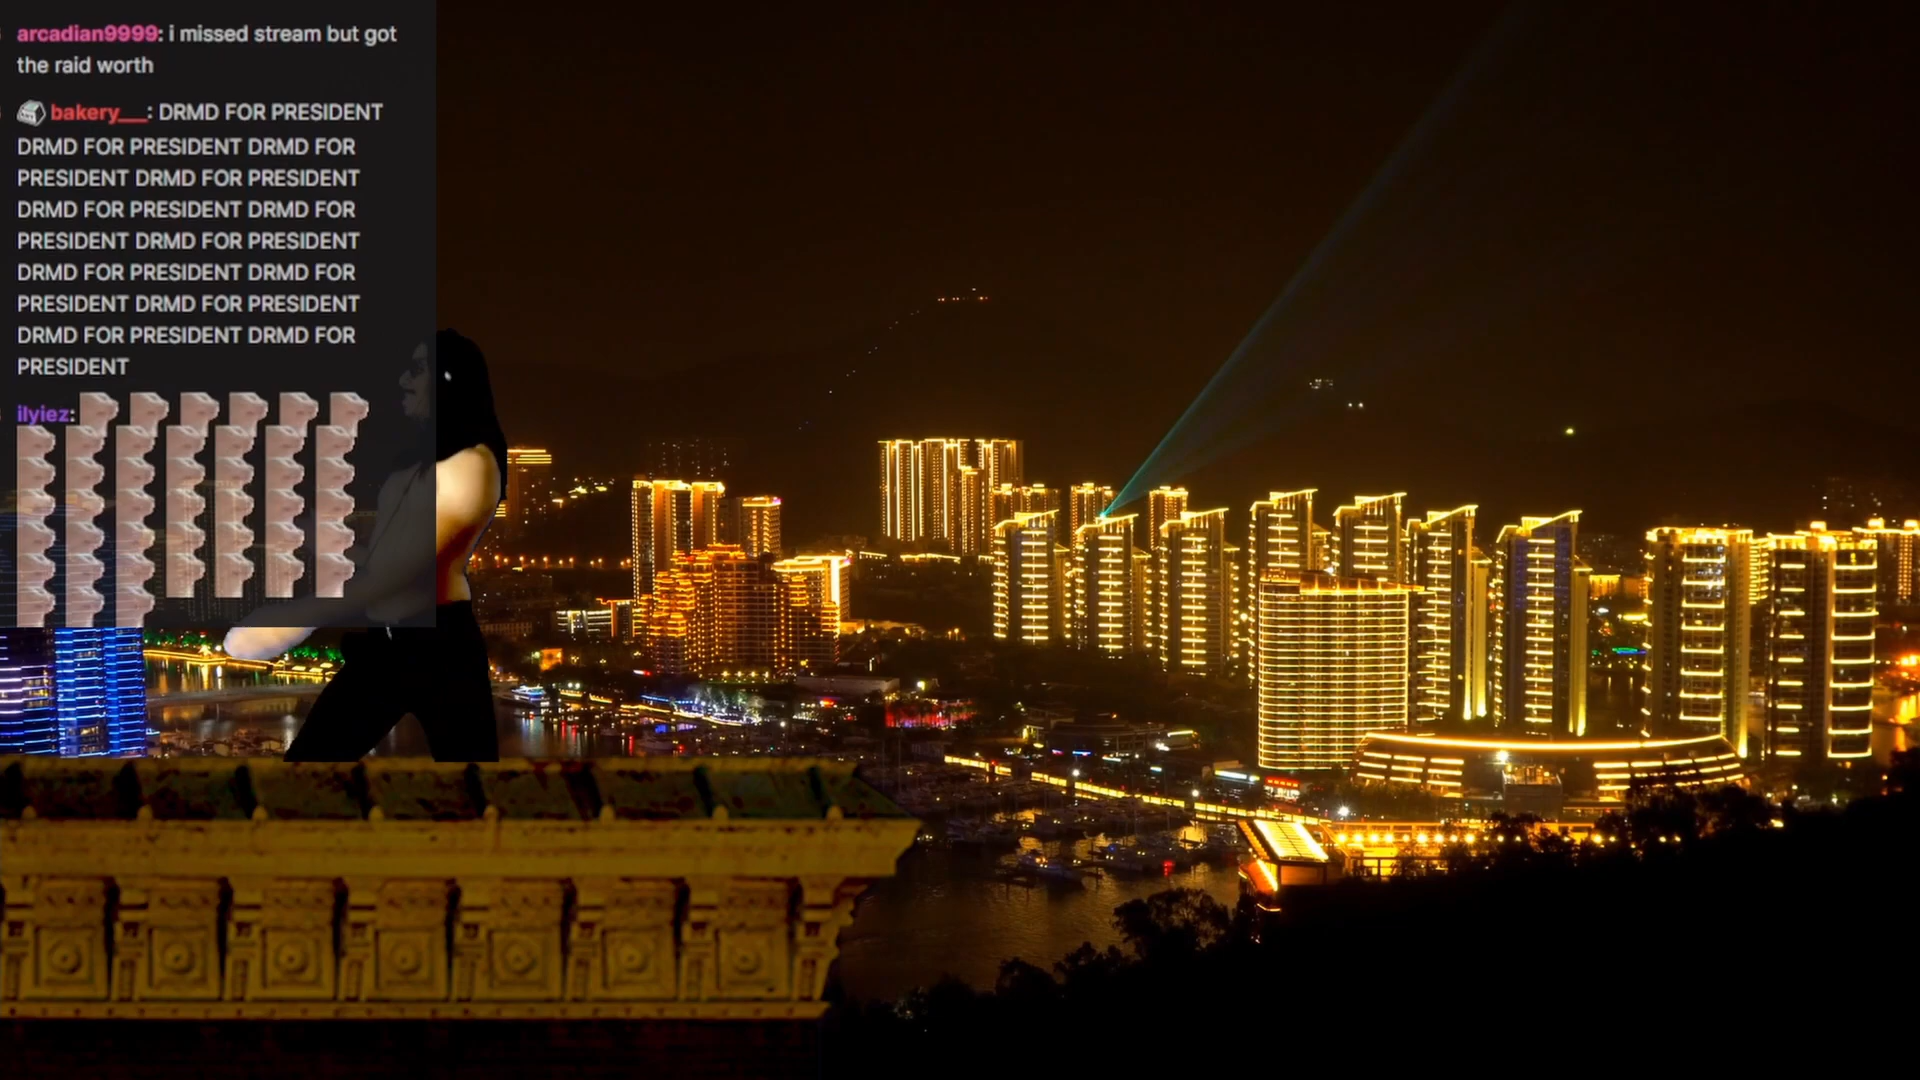 arcadian9999: i missed stream but got
the raid worth
bakery__: DRMD FOR PRESIDENT
DRMD FOR PRESIDENT DRMD FOR
PRESIDENT DRMD FOR PRESIDENT
DRMD FOR PRESIDENT DRMD FOR
PRESIDENT DRMD FOR PRESIDENT
DRMD FOR PRESIDENT DRMD FOR
PRESIDENT DRMD FOR PRESIDENT
DRMD FOR PRESIDENT DRMD FOR
PRESIDENT
ilyiez: